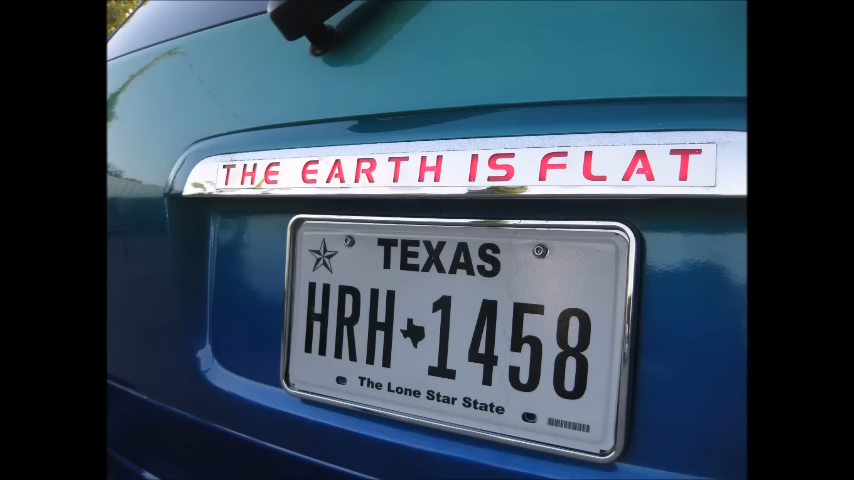 THE EARTH IS FLAT
TEXAS
HRH 1458
The Lone Star State